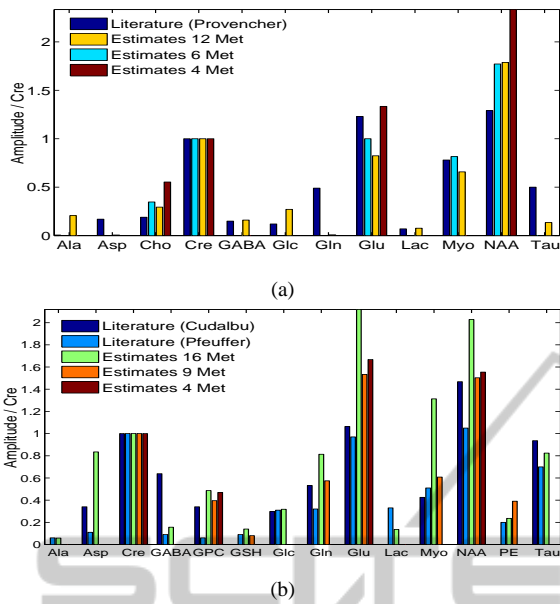 2
1.5
1
0.5
0
Amplitude / Cre
Literature (Provencher)
Estimates 12 Met
Estimates 6 Met
Estimates 4 Met
Ala Asp Cho Cre GABA Glc Gln Glu Lac Myo NAA Tau
(a)
2
1.8
1.6
1.4
1.2
1
0.8
0.6
0.4
0.2
0
Amplitude / Cre
Literature (Cudalbu)
Literature (Pfeuffer)
Estimates 16 Met
Estimates 9 Met
Estimates 4 Met
Ala Asp Cre GABA GPC GSH Glc Gln Glu Lac Myo NAA PE Tau
(b)